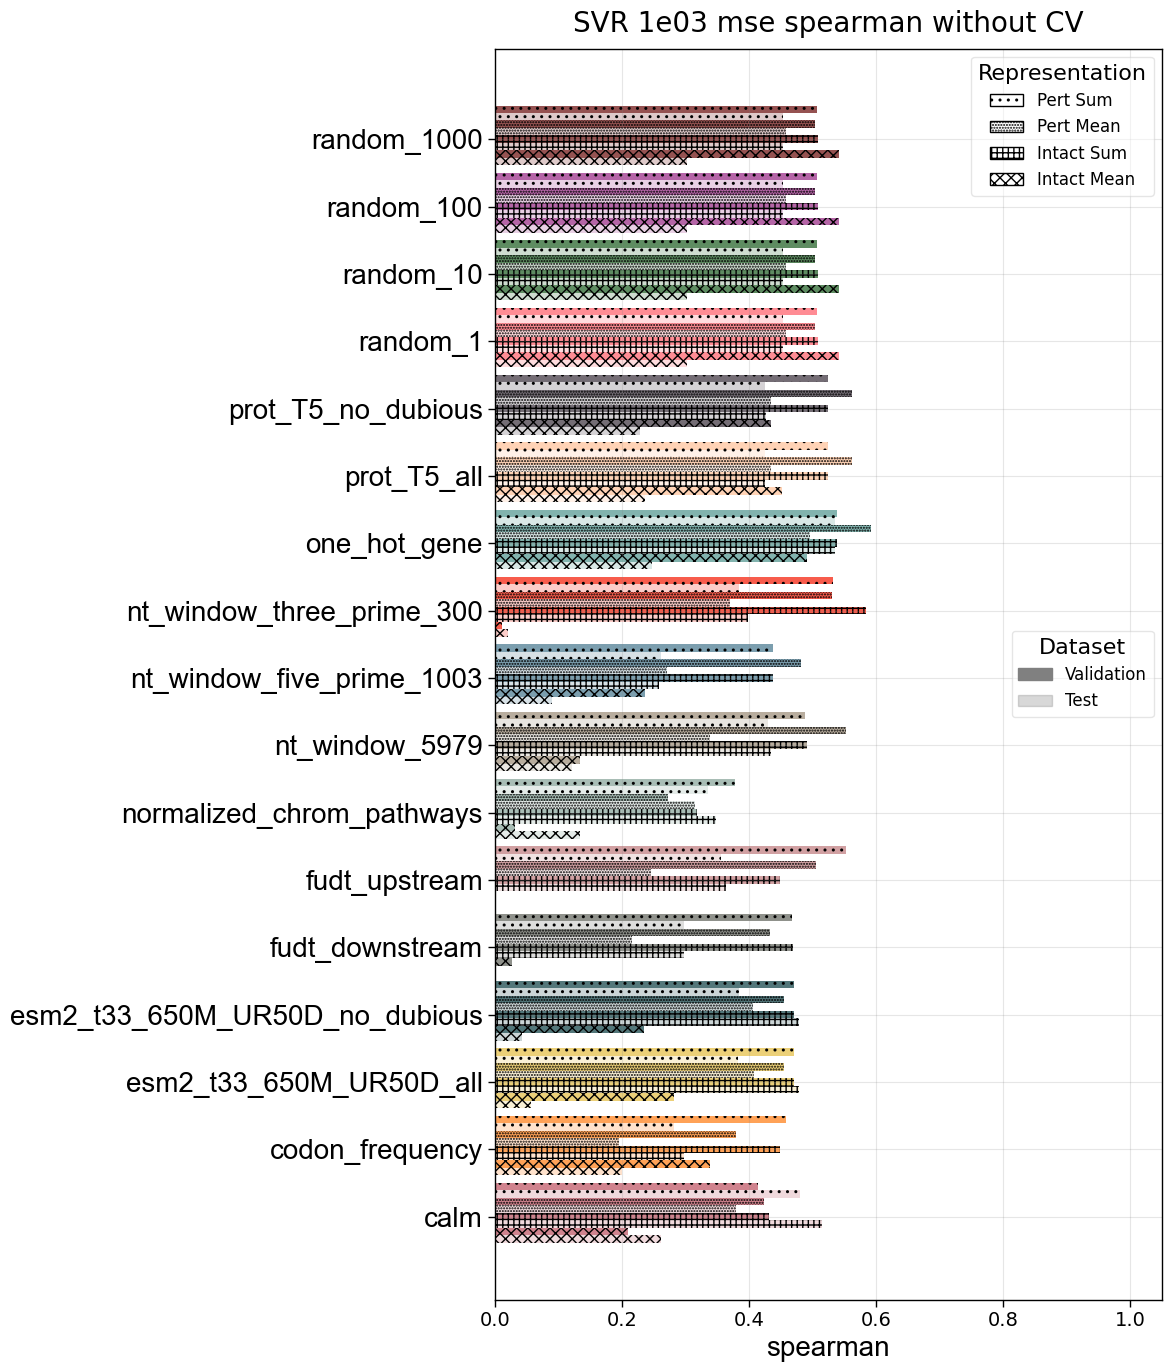 SVR 1e03 mse spearman without CV
Representation
Pert Sum
Pert Mean
Intact Sum
Intact Mean
random_1000
random_100
random_10
random_1
prot_T5_no_dubious
prot_T5_all
one_hot_gene
nt_window_three_prime_300
nt_window_five_prime_1003
Dataset
Validation
Test
nt_window_5979
normalized_chrom_pathways
fudt_upstream
fudt_downstream
esm2_t33_650M_UR50D_no_dubious
esm2_t33_650M_UR50D_all
codon_frequency
calm
0.0 0.2 0.4 0.6 0.8 1.0
spearman